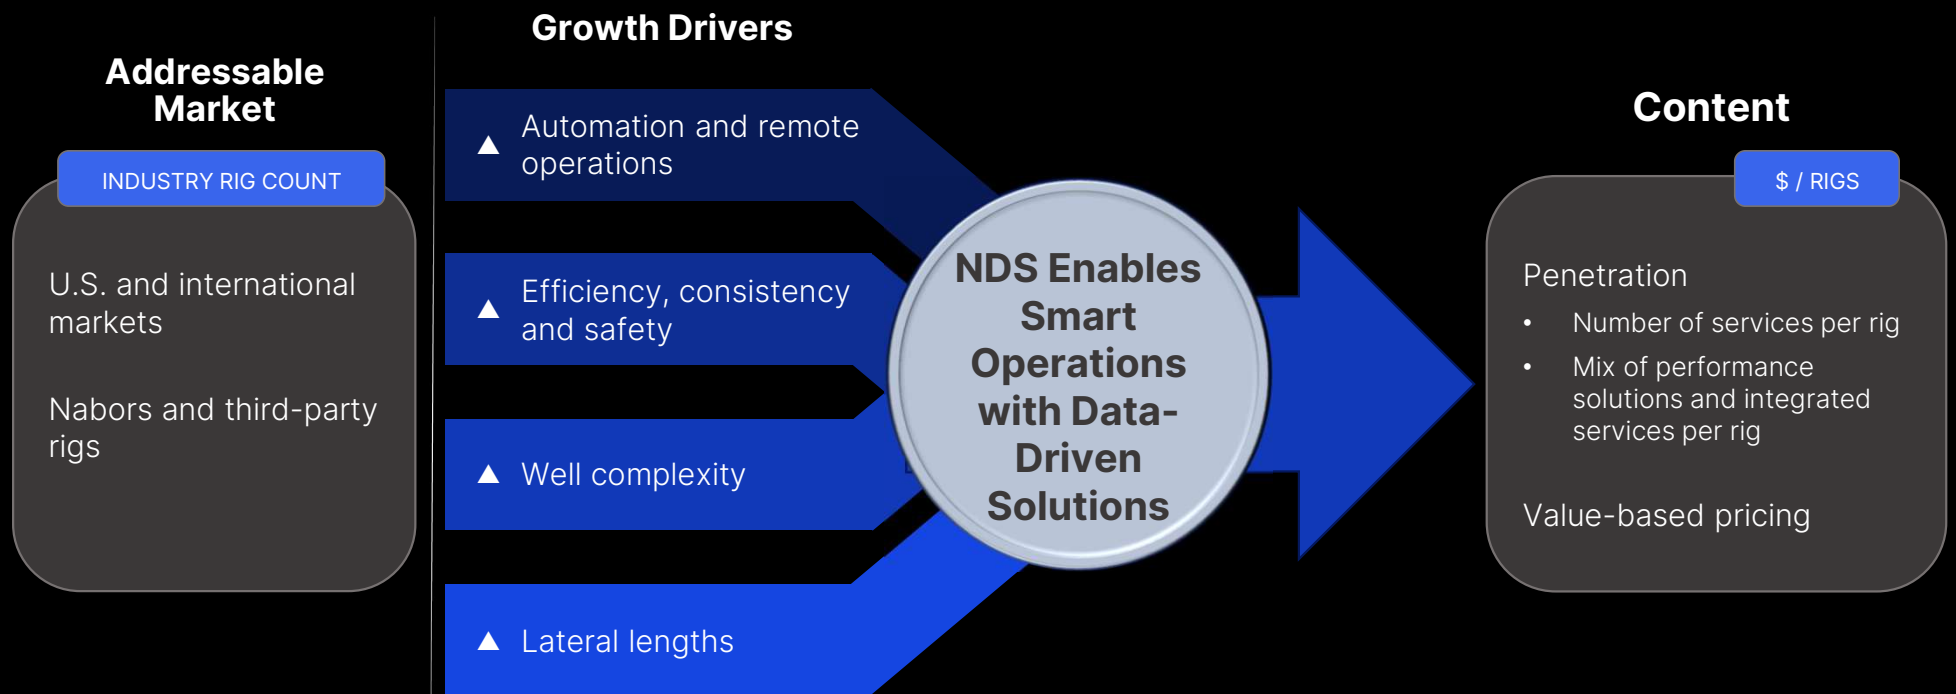 Addressable
Market
INDUSTRY RIG COUNT
U.S. and international
markets
Nabors and third-party
rigs
Growth Drivers
▲ Automation and remote
operations
▲ Efficiency, consistency
and safety
▲ Well complexity
▲ Lateral lengths
NDS Enables
Smart
Operations
with Data-
Driven
Solutions
Content
$ / RIGS
Penetration
• Number of services per rig
• Mix of performance
solutions and integrated
services per rig
Value-based pricing